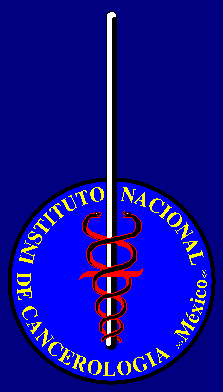 INSTITUTO NACIONAL
DE CANCEROLOGIA
México